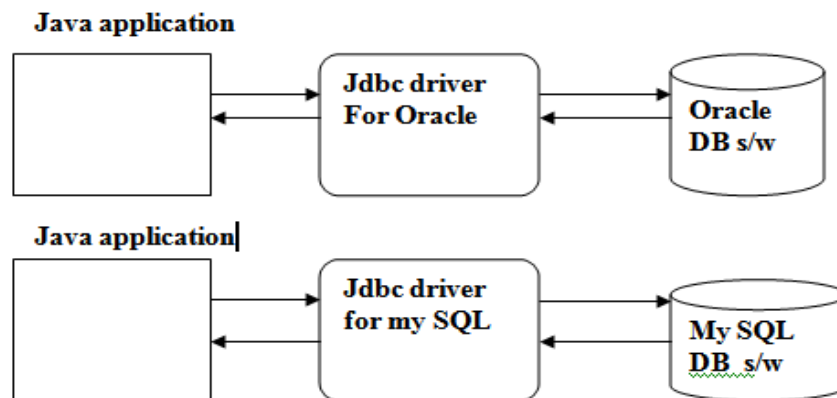 Java application
Jdbc driver
For Oracle
Oracle
DB s/w
Java application
Jdbc driver
for my SQL
My SQL
DB s/w